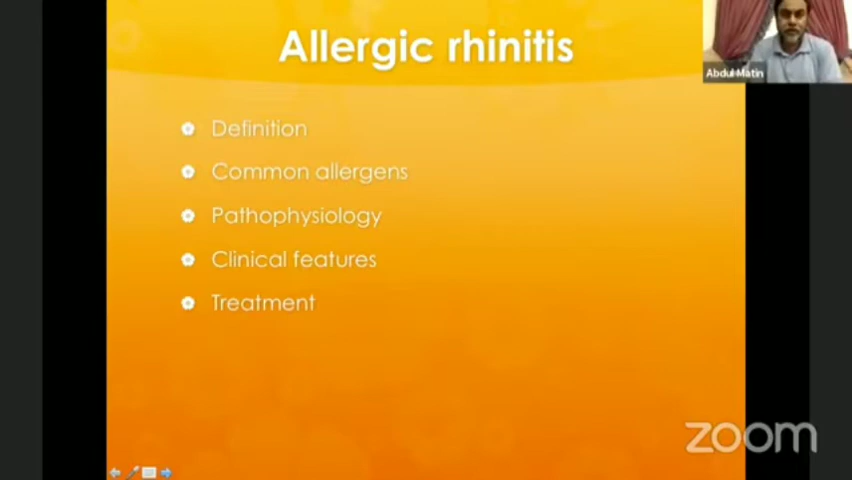 Allergic rhinitis
Abdul Matin
Definition
Common allergens
Pathophysiology
Clinical features
Treatment
zoom